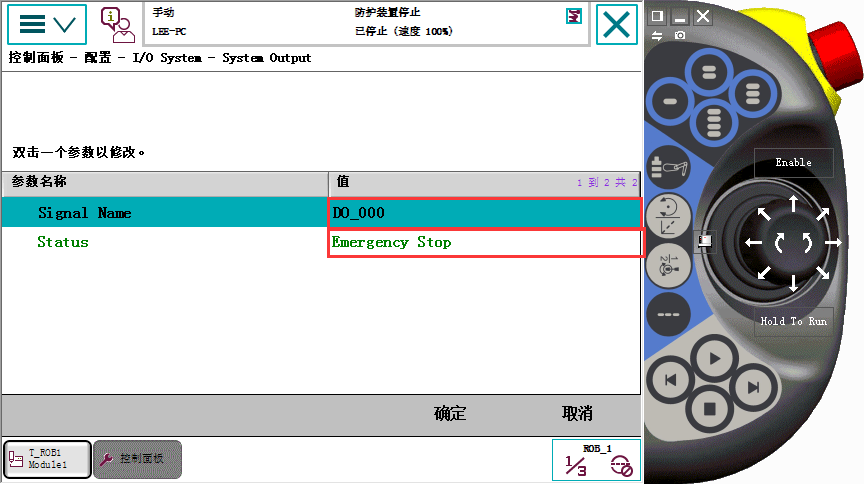 手动
防护装置停止
LEE-PC
已停止 (速度 100%)
控制面板 - 配置 - I/O System - System Output
双击一个参数以修改。
参数名称
值
1 到 2 共 2
Signal Name
DO_000
Status
Emergency Stop
确定
取消
T_ROB1
Module1
控制面板
ROB_1
1/3
Enable
1/2
Hold To Run